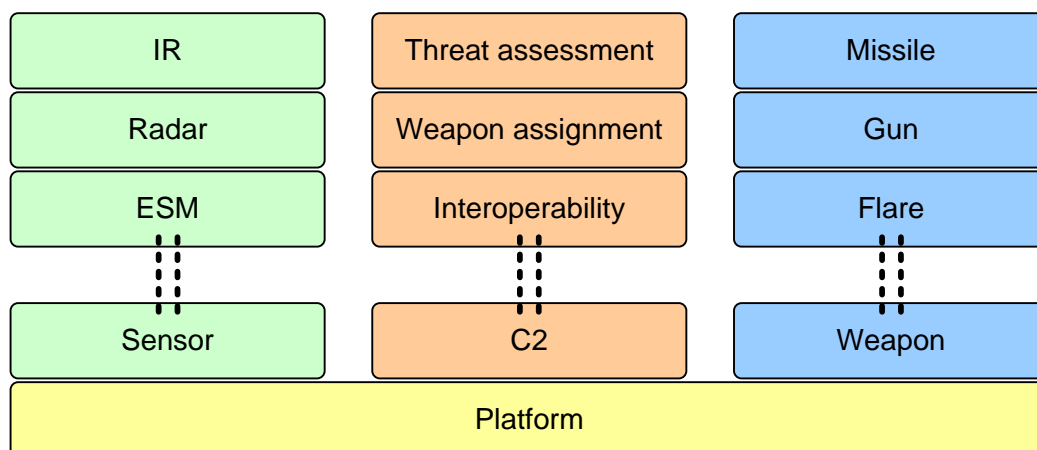 IR
Threat assessment
Missile
Radar
Weapon assignment
Gun
ESM
Interoperability
Flare
Sensor
C2
Weapon
Platform